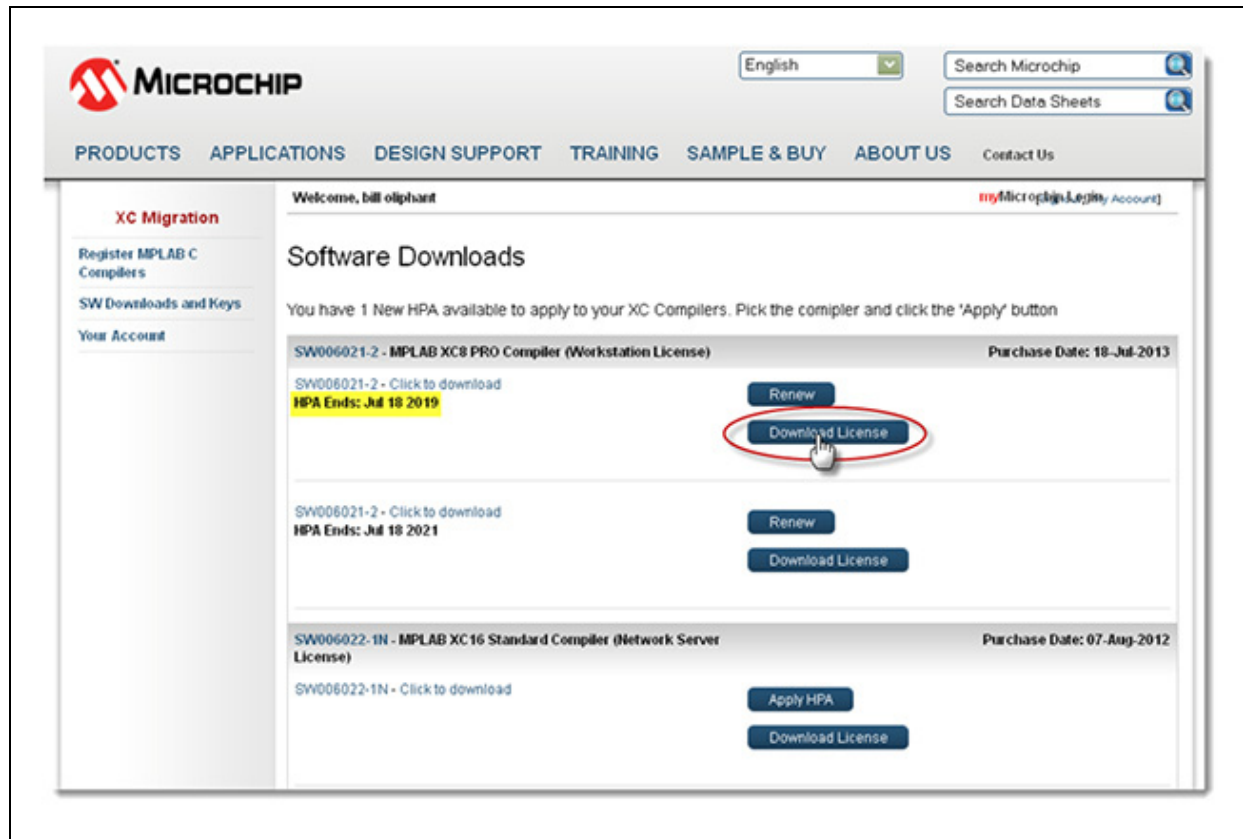 MICROCHIP
English
Search Microchip
Search Data Sheets
PRODUCTS APPLICATIONS DESIGN SUPPORT TRAINING SAMPLE & BUY ABOUT US Contact Us
XC Migration
Register MPLAB C
Compilers
SW Downloads and Keys
Your Account
Welcome, bill oliphant
Account]
Software Downloads
You have 1 New HPA available to apply to your XC Compilers. Pick the comipler and click the 'Apply' button
SW006021-2 - MPLAB XC8 PRO Compiler (Workstation License) Purchase Date: 18-Jul-2013
SW006021-2 - Click to download
HPA Ends: Jul 18 2019
Renew
Download License
SW006021-2 - Click to download
HPA Ends: Jul 18 2021
Renew
Download License
SW006022-1N - MPLAB XC16 Standard Compiler (Network Server
License)
Purchase Date: 07-Aug-2012
SW006022-1N - Click to download
Apply HPA
Download License